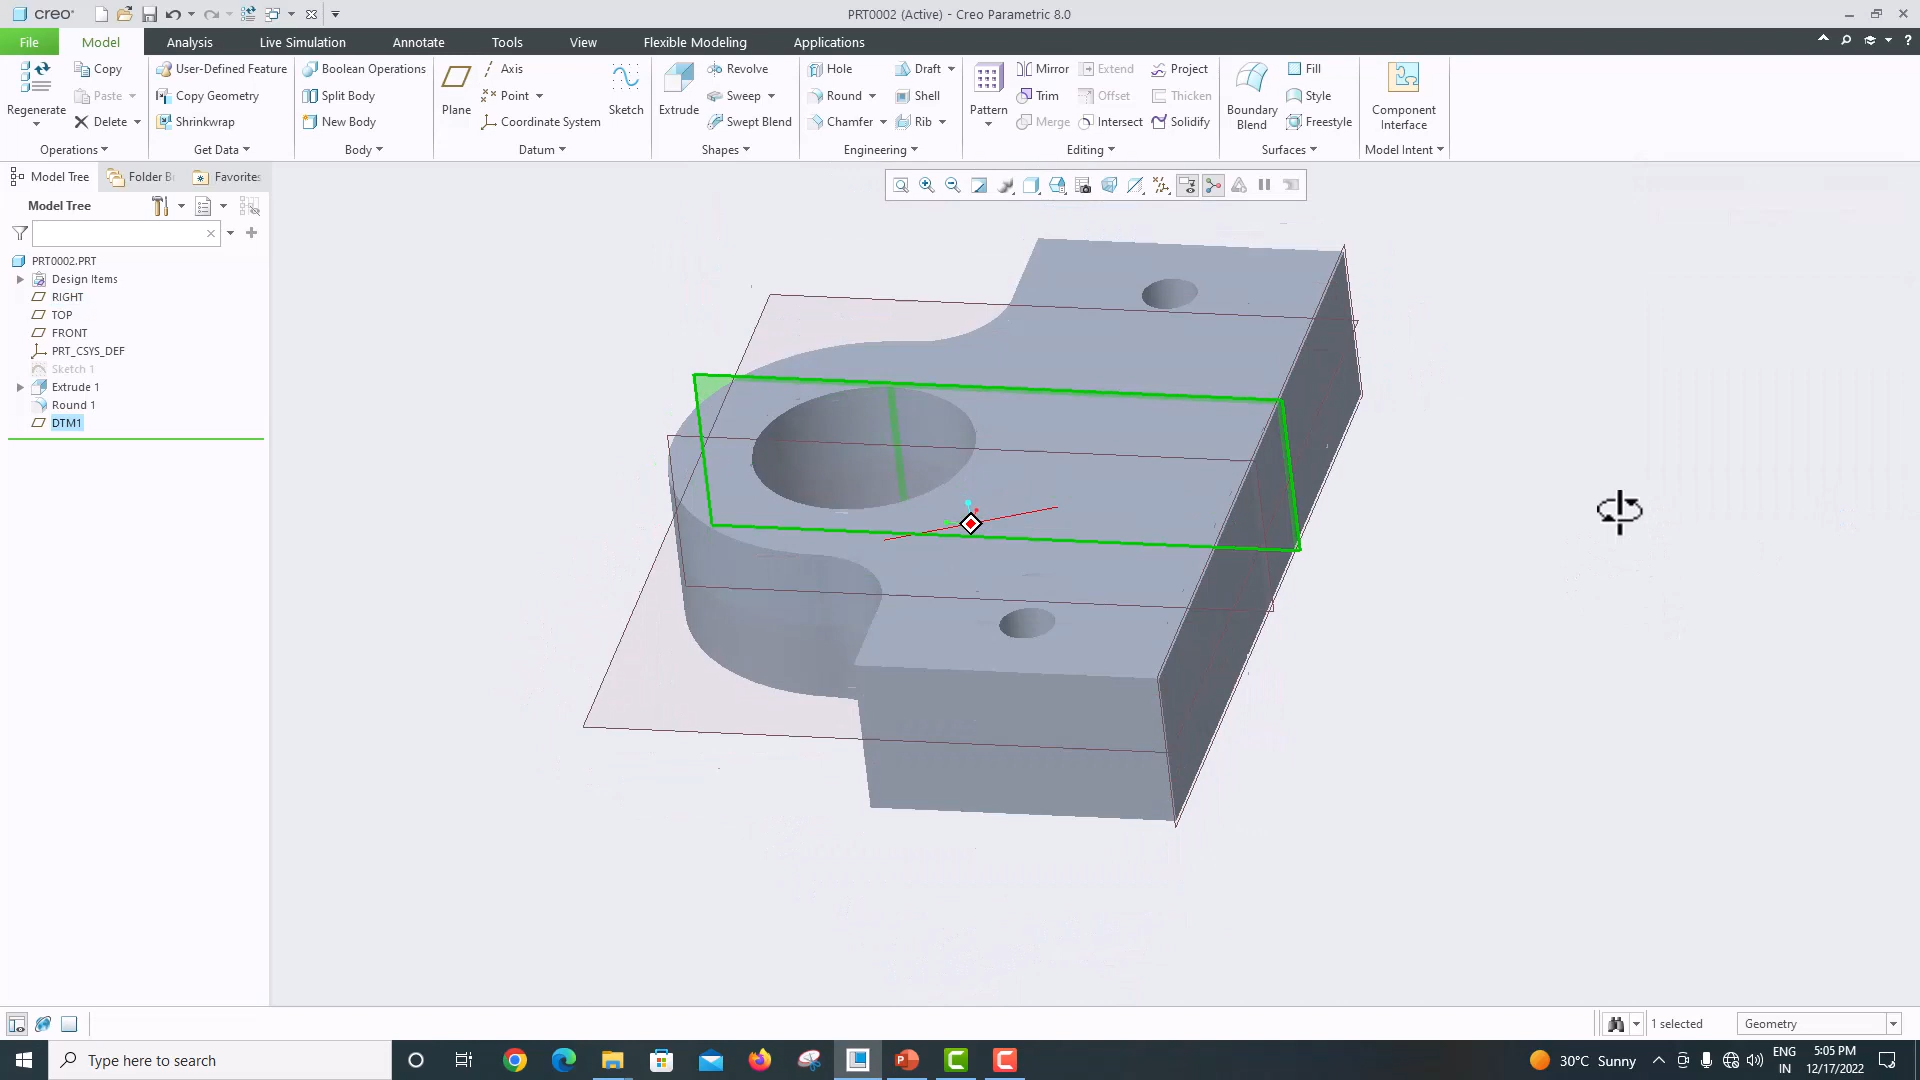 creo
PRT0002 (Active) - Creo Parametric 8.0
File Model Analysis Live Simulation Annotate Tools View Flexible Modeling Applications
Regenerate
Copy
Paste
Delete
Operations
User-Defined Feature
Copy Geometry
Shrinkwrap
Get Data
Boolean Operations
Split Body
New Body
Body
Plane
Axis
Point
Coordinate System
Sketch
Datum
Extrude
Revolve
Sweep
Swept Blend
Shapes
Hole
Round
Chamfer
Draft
Shell
Rib
Engineering
Pattern
Mirror
Trim
Merge
Extend
Offset
Intersect
Project
Thicken
Solidify
Editing
Boundary
Blend
Fill
Style
Freestyle
Surfaces
Component
Interface
Model Intent
Model Tree Folder B Favorites
Model Tree
PRT0002.PRT
Design Items
RIGHT
TOP
FRONT
PRT_CSYS_DEF
Sketch 1
Extrude 1
Round 1
DTM1
1 selected
Geometry
Type here to search
30°C Sunny
ENG
IN
5:05 PM
12/17/2022